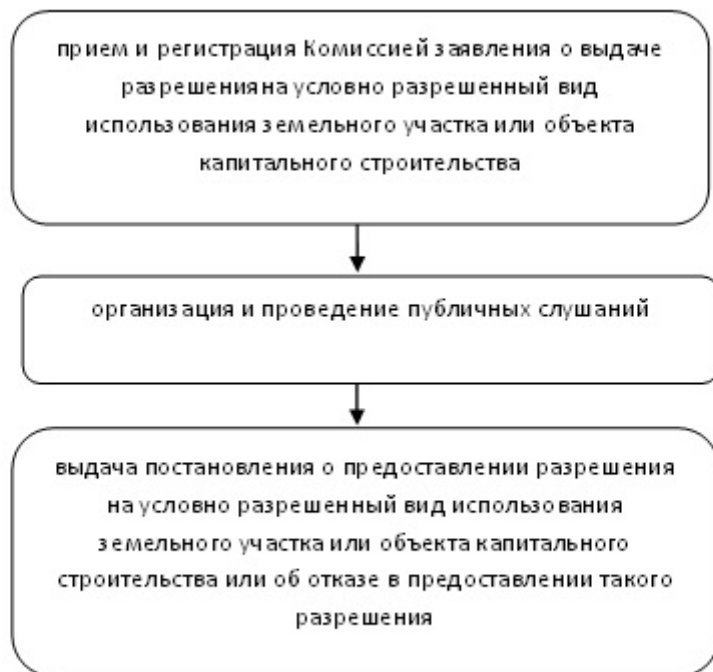 прием и регистрация Комиссией заявления о выдаче
разрешенияна условно разрешенный вид
использования земельного участка или объекта
капитального строительства
организация и проведение публичных слушаний
выдача постановления о предоставлении разрешения
на условно разрешенный вид использования
земельного участка или объекта капитального
строительства или об отказе в предоставлении такого
разрешения